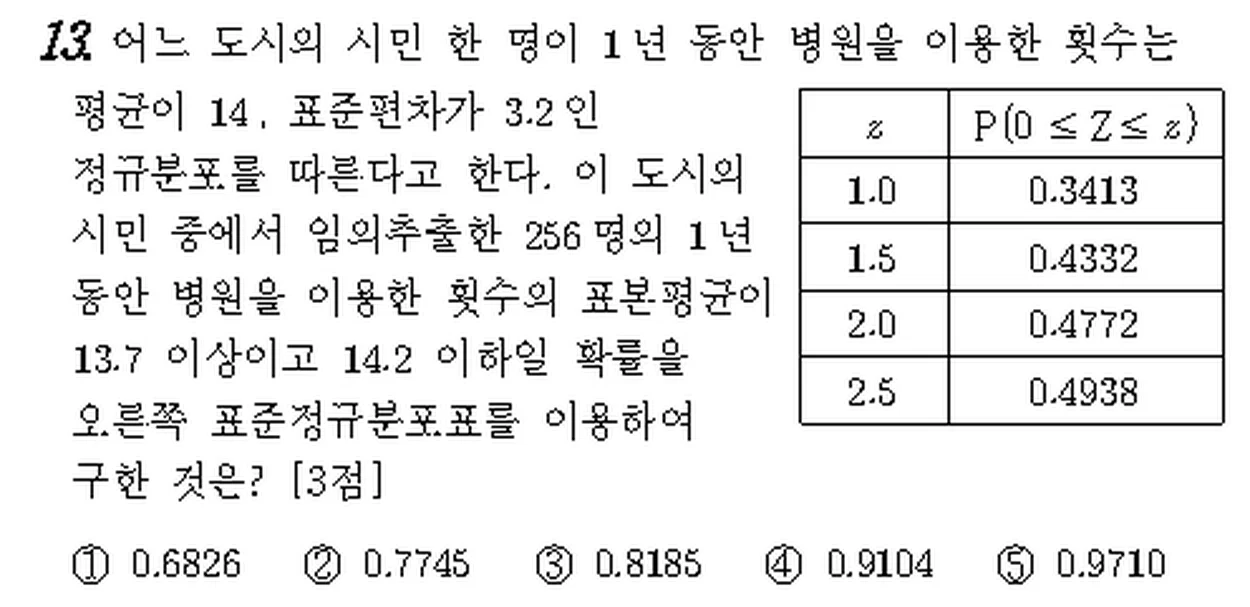 13. 어느 도시의 시민 한 명이 1년 동안 병원을 이용한 횟수는
평균이 14, 표준편차가 3.2인
정규분포를 따른다고 한다. 이 도시의
시민 중에서 임의추출한 256명의 1년
동안 병원을 이용한 횟수의 표본평균이
13.7 이상이고 14.2 이하일 확률을
오른쪽 표준정규분포표를 이용하여
구한 것은? [3점]
z P(0 ≤ Z ≤ z)
1.0 0.3413
1.5 0.4332
2.0 0.4772
2.5 0.4938
① 0.6826 ② 0.7745 ③ 0.8185 ④ 0.9104 ⑤ 0.9710